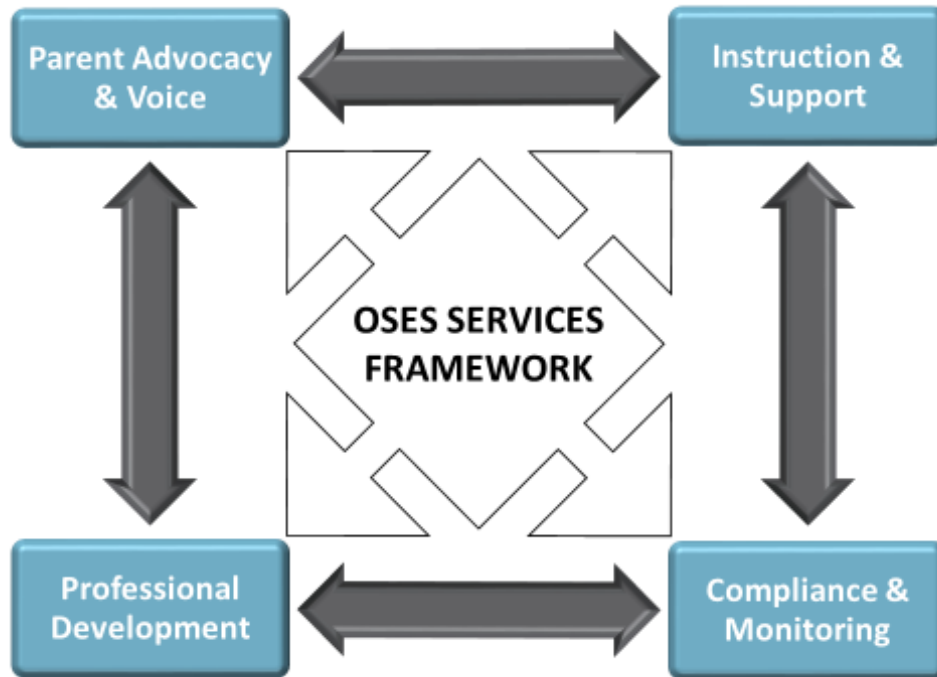 Parent Advocacy
& Voice
Instruction &
Support
OSES SERVICES
FRAMEWORK
Professional
Development
Compliance &
Monitoring